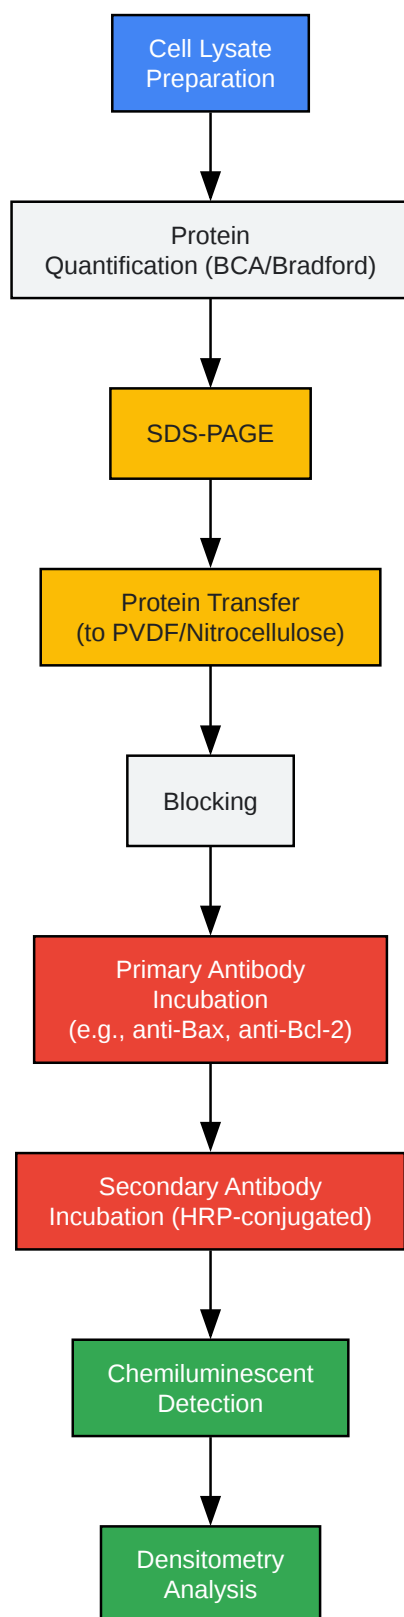 Cell Lysate
Preparation
Protein
Quantification (BCA/Bradford)
SDS-PAGE
Protein Transfer
(to PVDF/Nitrocellulose)
Blocking
Primary Antibody
Incubation
(e.g., anti-Bax, anti-Bcl-2)
Secondary Antibody
Incubation (HRP-conjugated)
Chemiluminescent
Detection
Densitometry
Analysis